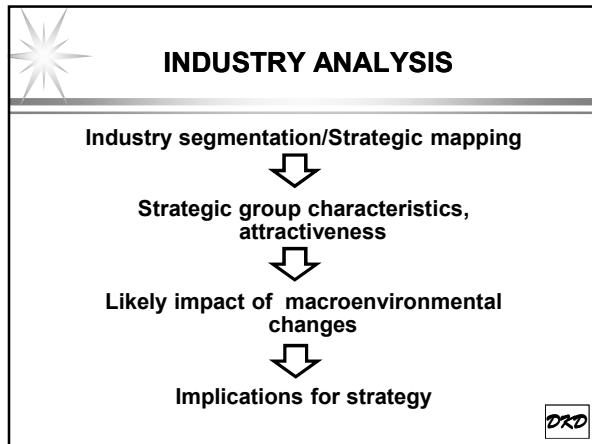 INDUSTRY ANALYSIS
Industry segmentation/Strategic mapping
Strategic group characteristics,
attractiveness
Likely impact of macroenvironmental
changes
Implications for strategy
DKD